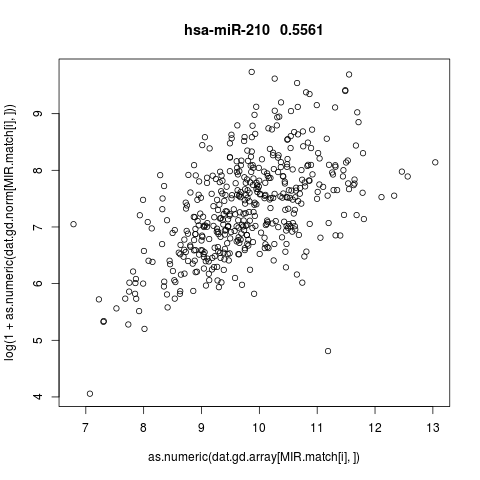 hsa-miR-210 0.5561
log(1 + as.numeric(dat.gd.norm[MIR.match[i], ]))
9
8
7
6
5
4
7 8 9 10 11 12 13
as.numeric(dat.gd.array[MIR.match[i], ])